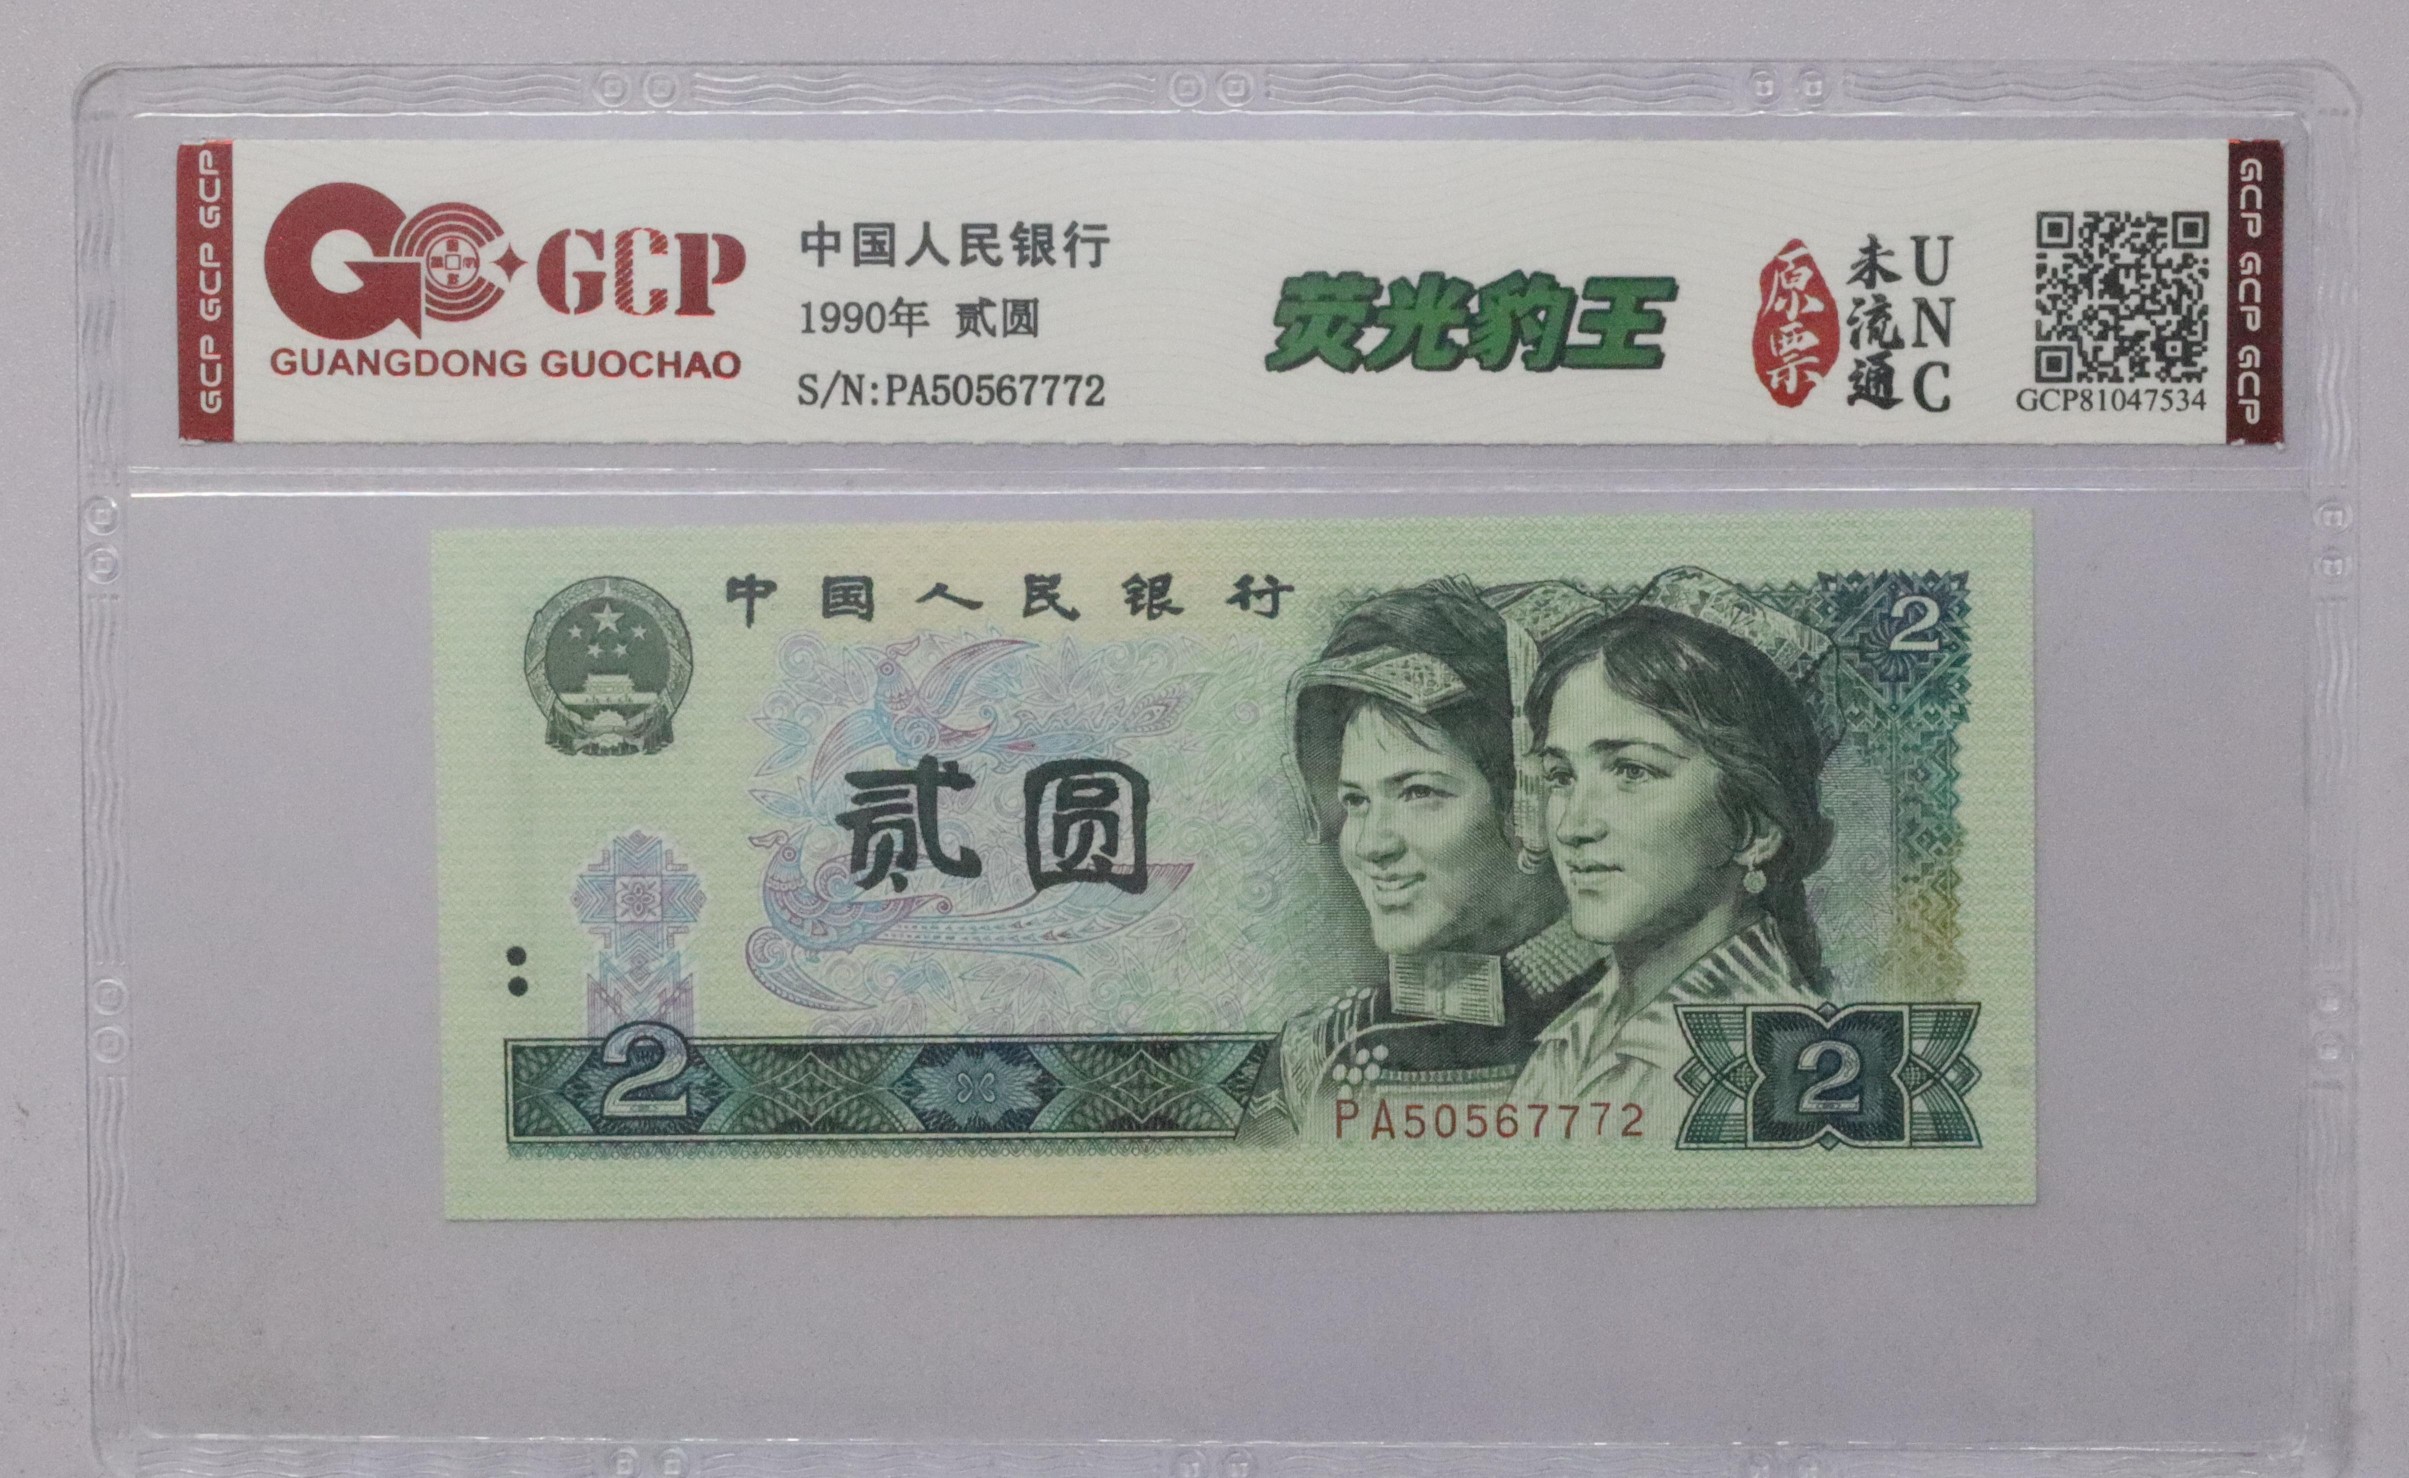 GCP GCP GCP
GCP
GUANGDONG GUOCHAO
中国人民银行
1990年 贰圆
S/N:PA50567772
荧光豹王
原票
未流通
UNC
GCP81047534
GCP GCP GCP
中国人民银行
2
贰圆
2
PA50567772
2